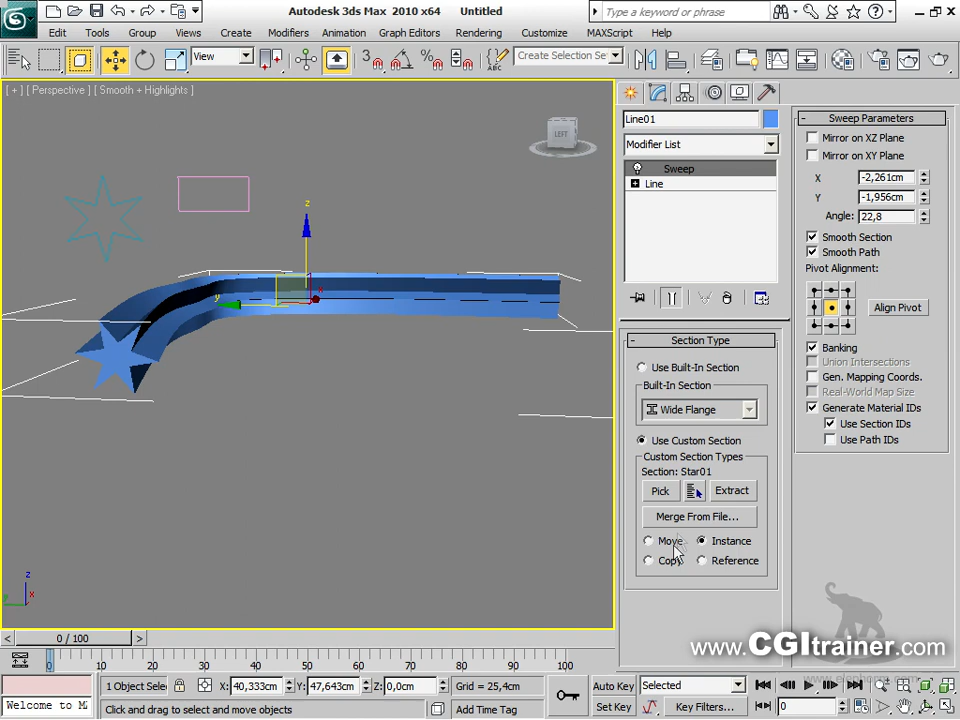 Autodesk 3ds Max 2010 x64 Untitled
Type a keyword or phrase
Edit Tools Group Views Create Modifiers Animation Graph Editors Rendering Customize MAXScript Help
View
3
%
ABC
Create Selection Se
[ + ] [ Perspective ] [ Smooth + Highlights ]
LEFT
z
y
x
z
x
Line01
Modifier List
Sweep
Line
Section Type
Use Built-In Section
Built-In Section
Wide Flange
Use Custom Section
Custom Section Types
Section: Star01
Pick
Extract
Merge From File...
Move
Instance
Copy
Reference
Sweep Parameters
Mirror on XZ Plane
Mirror on XY Plane
X -2,261cm
Y -1,956cm
Angle: 22,8
Smooth Section
Smooth Path
Pivot Alignment:
Align Pivot
Banking
Union Intersections
Gen. Mapping Coords.
Real-World Map Size
Generate Material IDs
Use Section IDs
Use Path IDs
www.CGItrainer.com
< 0 / 100 >
0 10 20 30 40 50 60 70 80 90 100
1 Object Selec
X: 40,333cm Y: 47,643cm Z: 0,0cm
Grid = 25,4cm
Auto Key
Selected
Welcome to M
Click and drag to select and move objects
Add Time Tag
Set Key
Key Filters...
0